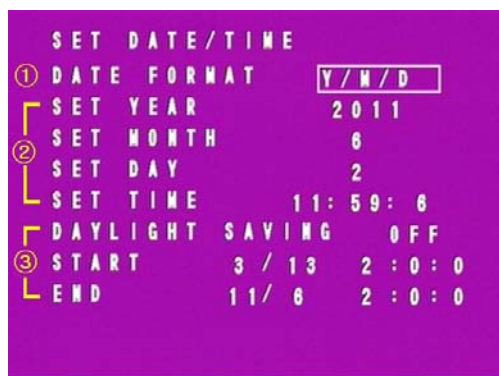 SET DATE/TIME
① DATE FORMAT Y/M/D
SET YEAR 2011
② SET MONTH 6
SET DAY 2
SET TIME 11:59: 6
DAYLIGHT SAVING OFF
③ START 3 / 13 2 :0:0
END 11/ 6 2 :0:0